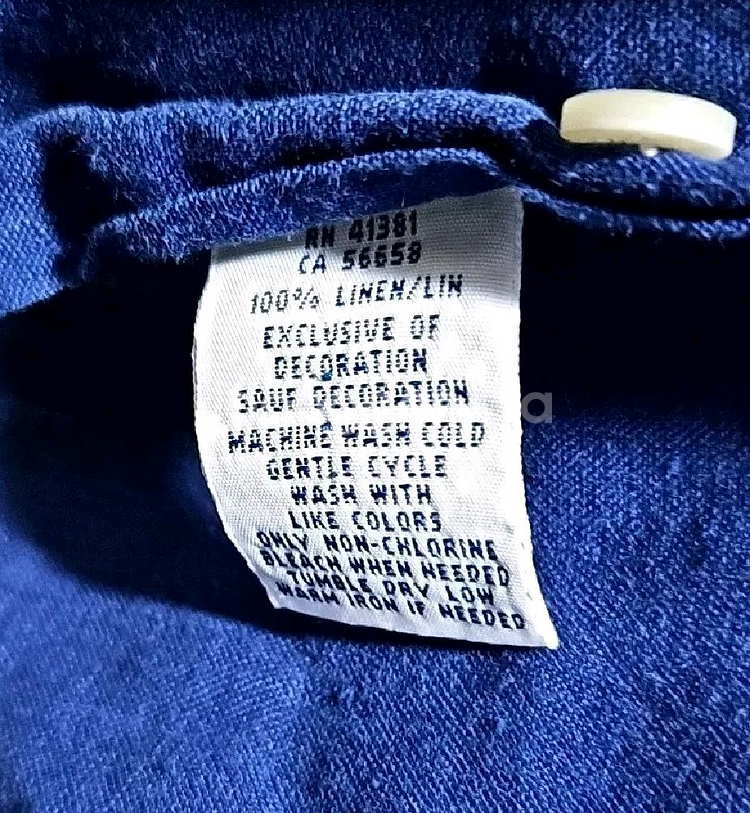 RN 41381
CA 56658
100% LINEN/LIN
EXCLUSIVE OF
DECORATION
SAUF DECORATION
MACHINE WASH COLD
GENTLE CYCLE
WASH WITH
LIKE COLORS
ONLY NON-CHLORINE
BLEACH WHEN NEEDED
TUMBLE DRY LOW
WARM IRON IF NEEDED